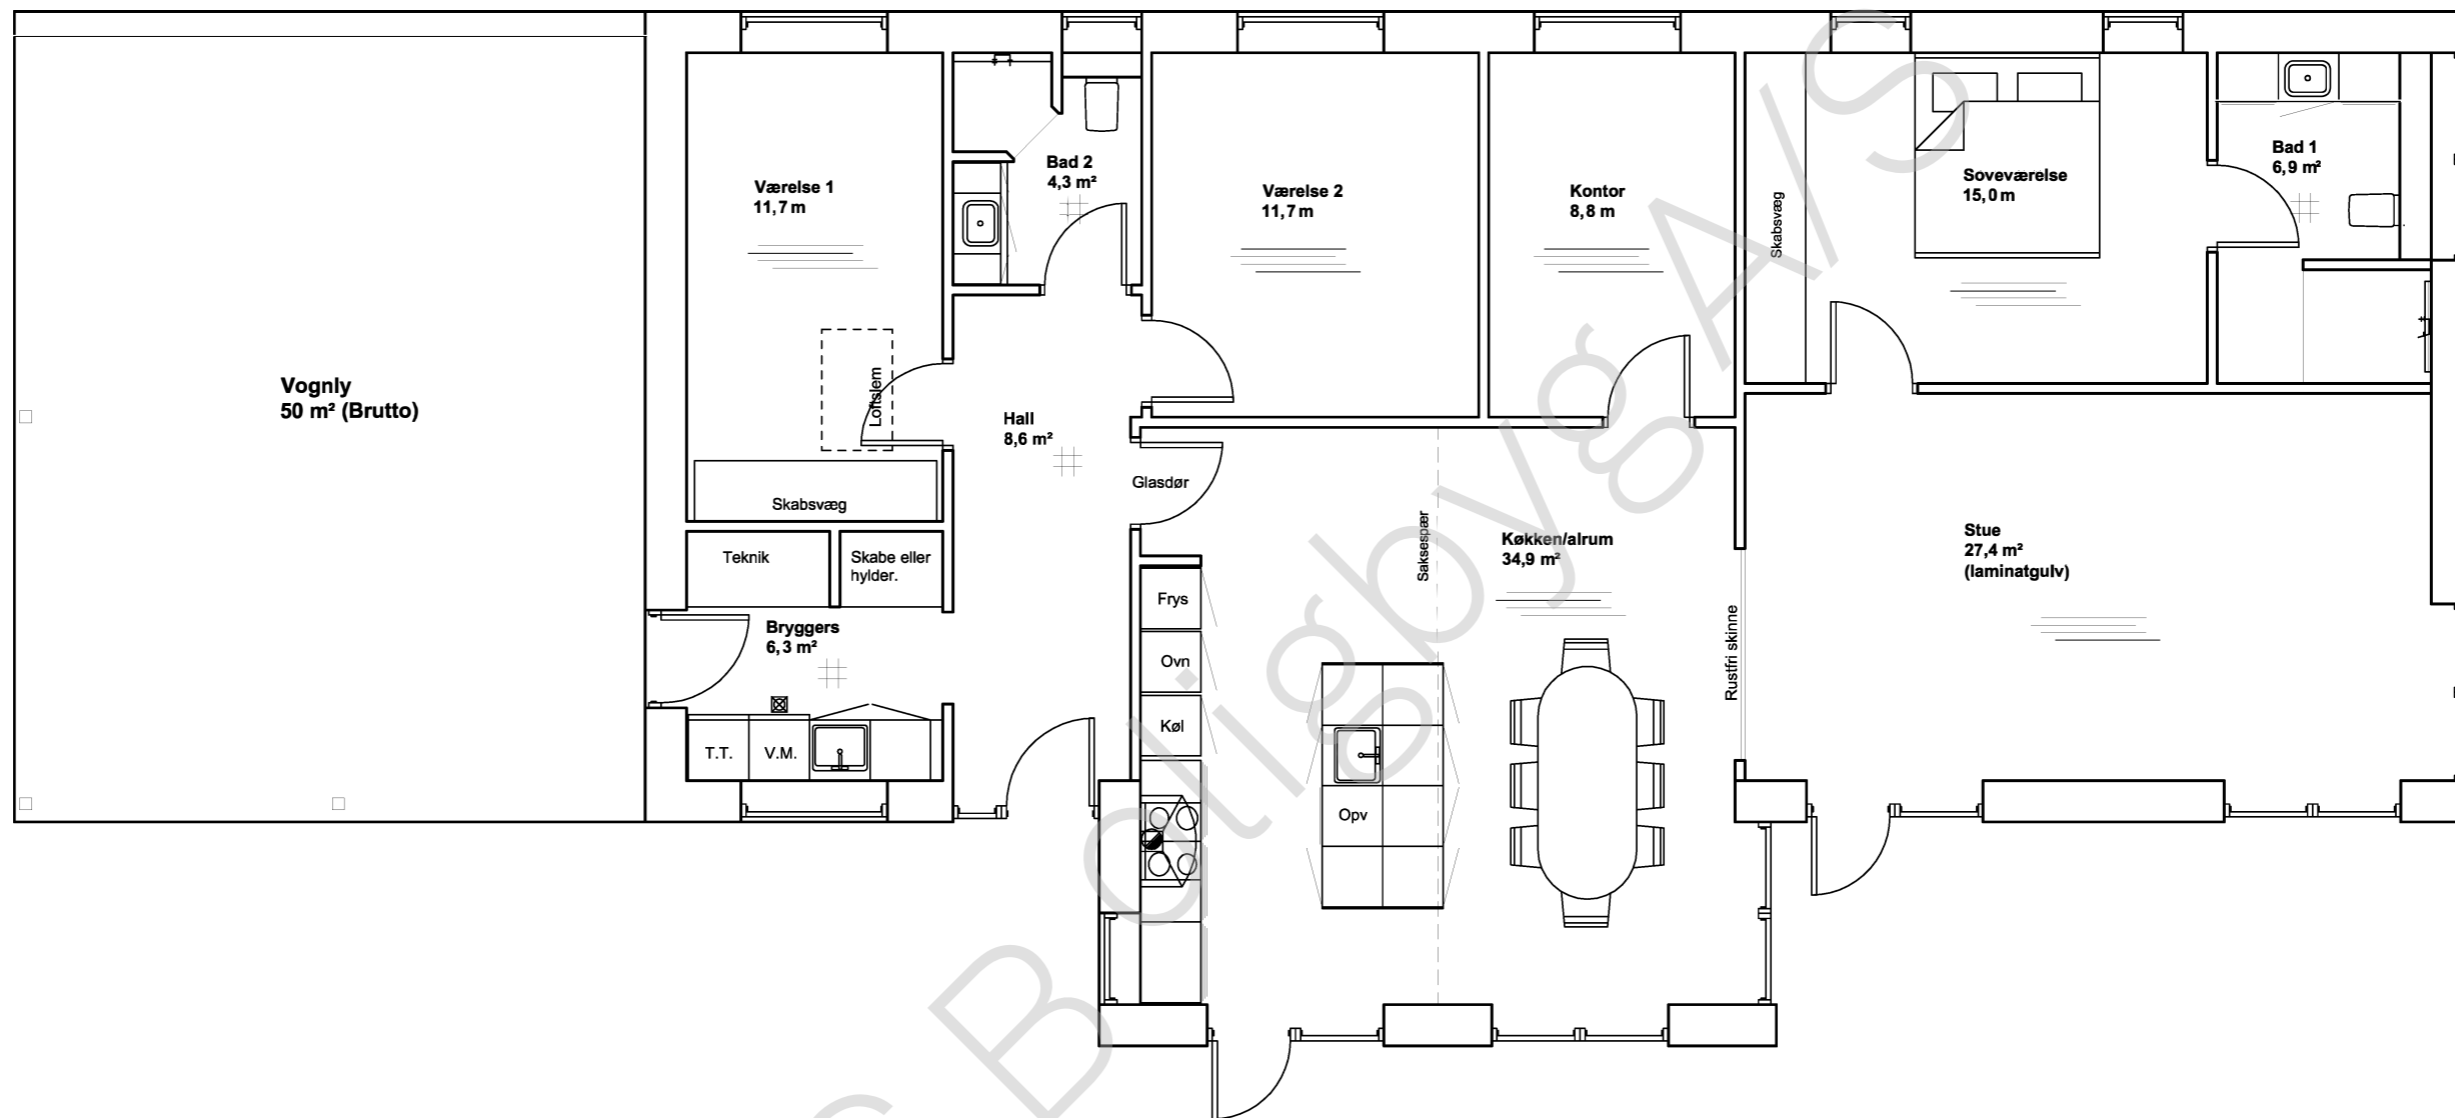 Vognly
50 m² (Brutto)
Værelse 1
11,7 m
Loftslem
Skabsvæg
Bad 2
4,3 m²
Værelse 2
11,7 m
Kontor
8,8 m
Skabsvæg
Soveværelse
15,0 m
Bad 1
6,9 m²
Hall
8,6 m²
Glasdør
Teknik
Skabe eller
hylder.
Bryggers
6,3 m²
T.T.
V.M.
Frys
Ovn
Køl
Saksespær
Køkken/alrum
34,9 m²
Opv
Rustfri skinne
Stue
27,4 m²
(laminatgulv)
Boligbyg A/S